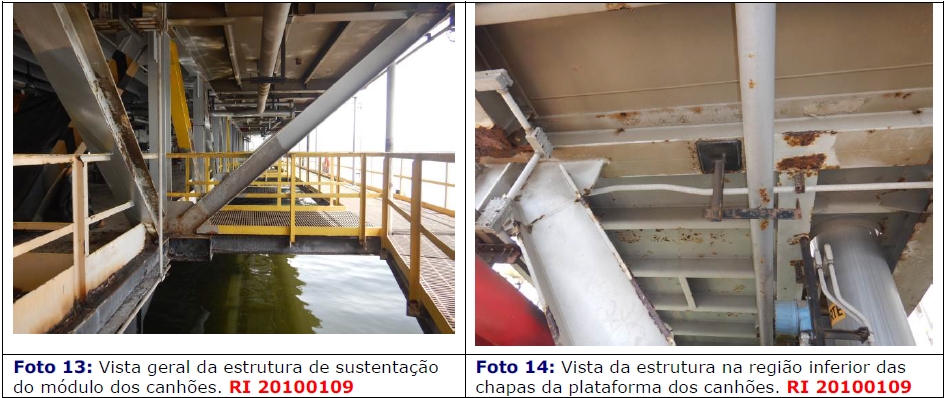 Foto 13: Vista geral da estrutura de sustentação
do módulo dos canhões. RI 20100109
Foto 14: Vista da estrutura na região inferior das
chapas da plataforma dos canhões. RI 20100109